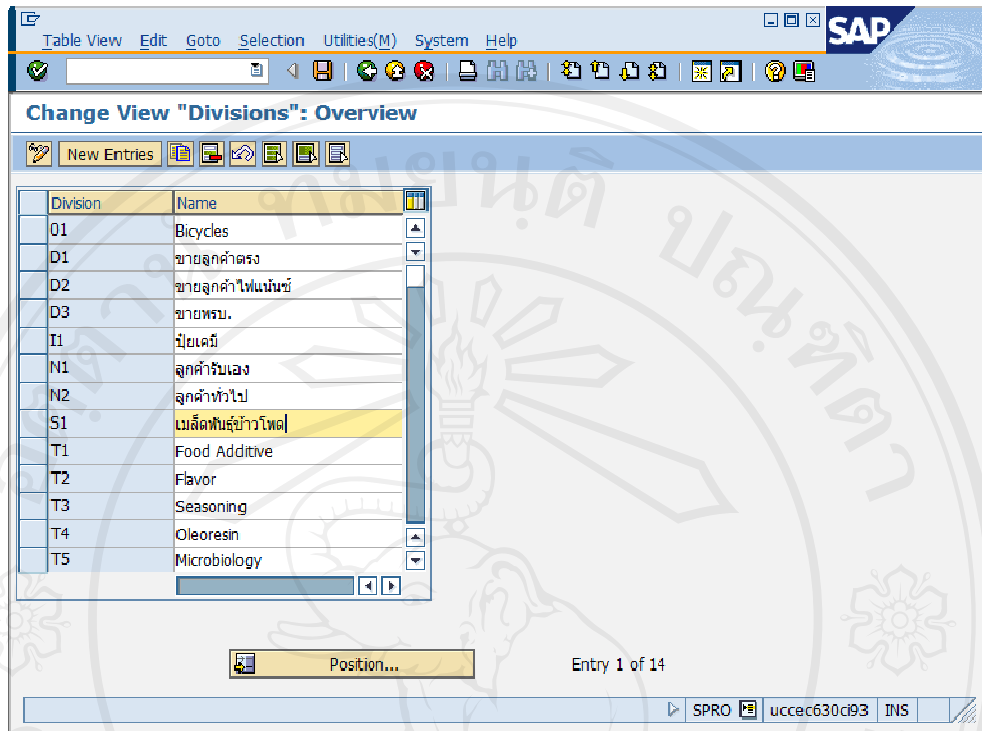 SAP
Table View Edit Goto Selection Utilities(M) System Help
Change View "Divisions": Overview
New Entries
Division Name
01 Bicycles
D1 ขายลูกค้าตรง
D2 ขายลูกค้าไฟแน้นซ์
D3 ขายพรบ.
I1 ปุ๋ยเคมี
N1 ลูกค้ารับเอง
N2 ลูกค้าทั่วไป
S1 เมล็ดพันธุ์ข้าวโพด
T1 Food Additive
T2 Flavor
T3 Seasoning
T4 Oleoresin
T5 Microbiology
Position... Entry 1 of 14
SPRO uccec630ci93 INS